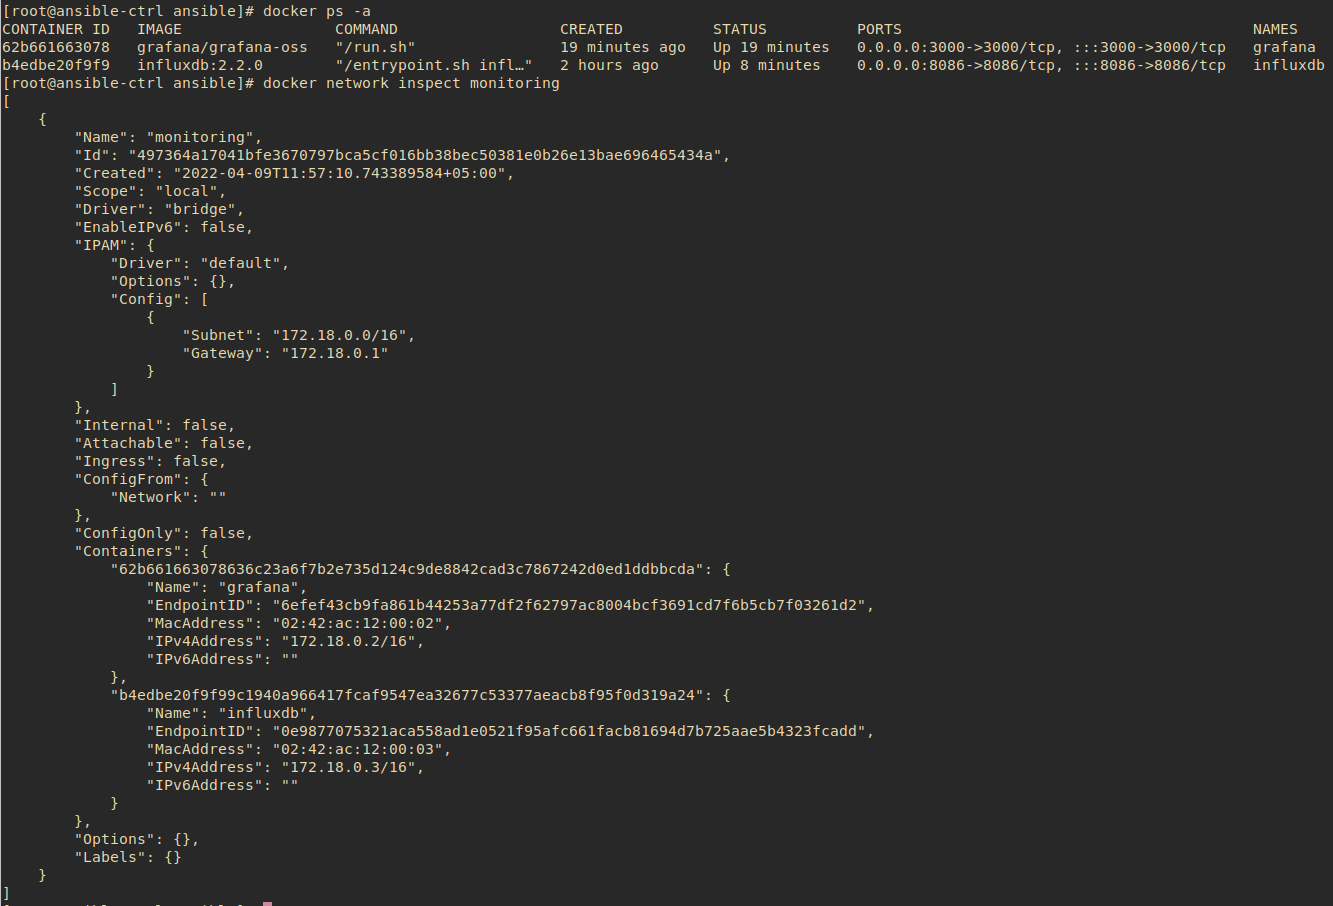 [root@ansible-ctrl ansible]# docker ps -a
CONTAINER ID   IMAGE                COMMAND                  CREATED          STATUS          PORTS                                       NAMES
62b661663078   grafana/grafana-oss   "/run.sh"                19 minutes ago   Up 19 minutes   0.0.0.0:3000->3000/tcp, :::3000->3000/tcp   grafana
b4edbe20f9f9   influxdb:2.2.0        "/entrypoint.sh infl…"   2 hours ago      Up 8 minutes    0.0.0.0:8086->8086/tcp, :::8086->8086/tcp   influxdb
[root@ansible-ctrl ansible]# docker network inspect monitoring
[
    {
        "Name": "monitoring",
        "Id": "497364a17041bfe3670797bca5cf016bb38bec50381e0b26e13bae696465434a",
        "Created": "2022-04-09T11:57:10.743389584+05:00",
        "Scope": "local",
        "Driver": "bridge",
        "EnableIPv6": false,
        "IPAM": {
            "Driver": "default",
            "Options": {},
            "Config": [
                {
                    "Subnet": "172.18.0.0/16",
                    "Gateway": "172.18.0.1"
                }
            ]
        },
        "Internal": false,
        "Attachable": false,
        "Ingress": false,
        "ConfigFrom": {
            "Network": ""
        },
        "ConfigOnly": false,
        "Containers": {
            "62b661663078636c23a6f7b2e735d124c9de8842cad3c7867242d0ed1ddbbcda": {
                "Name": "grafana",
                "EndpointID": "6efef43cb9fa861b44253a77df2f62797ac8004bcf3691cd7f6b5cb7f03261d2",
                "MacAddress": "02:42:ac:12:00:02",
                "IPv4Address": "172.18.0.2/16",
                "IPv6Address": ""
            },
            "b4edbe20f9f99c1940a966417fcaf9547ea32677c53377aeacb8f95f0d319a24": {
                "Name": "influxdb",
                "EndpointID": "0e9877075321aca558ad1e0521f95afc661facb81694d7b725aae5b4323fcadd",
                "MacAddress": "02:42:ac:12:00:03",
                "IPv4Address": "172.18.0.3/16",
                "IPv6Address": ""
            }
        },
        "Options": {},
        "Labels": {}
    }
]